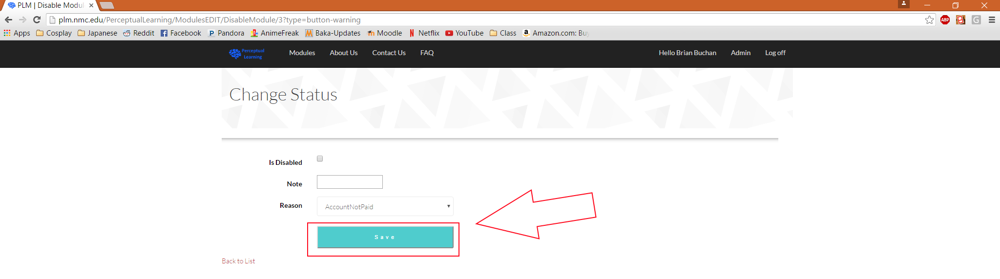 PLM | Disable Modul
plm.nmc.edu/PerceptualLearning/ModulesEDIT/DisableModule/3?type=button-warning
ABP
G
Apps Cosplay Japanese Reddit Facebook Pandora AnimeFreak Baka-Updates Moodle Netflix YouTube Class Amazon.com: Buy
Perceptual
Learning
Modules About Us Contact Us FAQ Hello Brian Buchan Admin Log off
Change Status
Is Disabled
Note
Reason AccountNotPaid
Save
Back to List